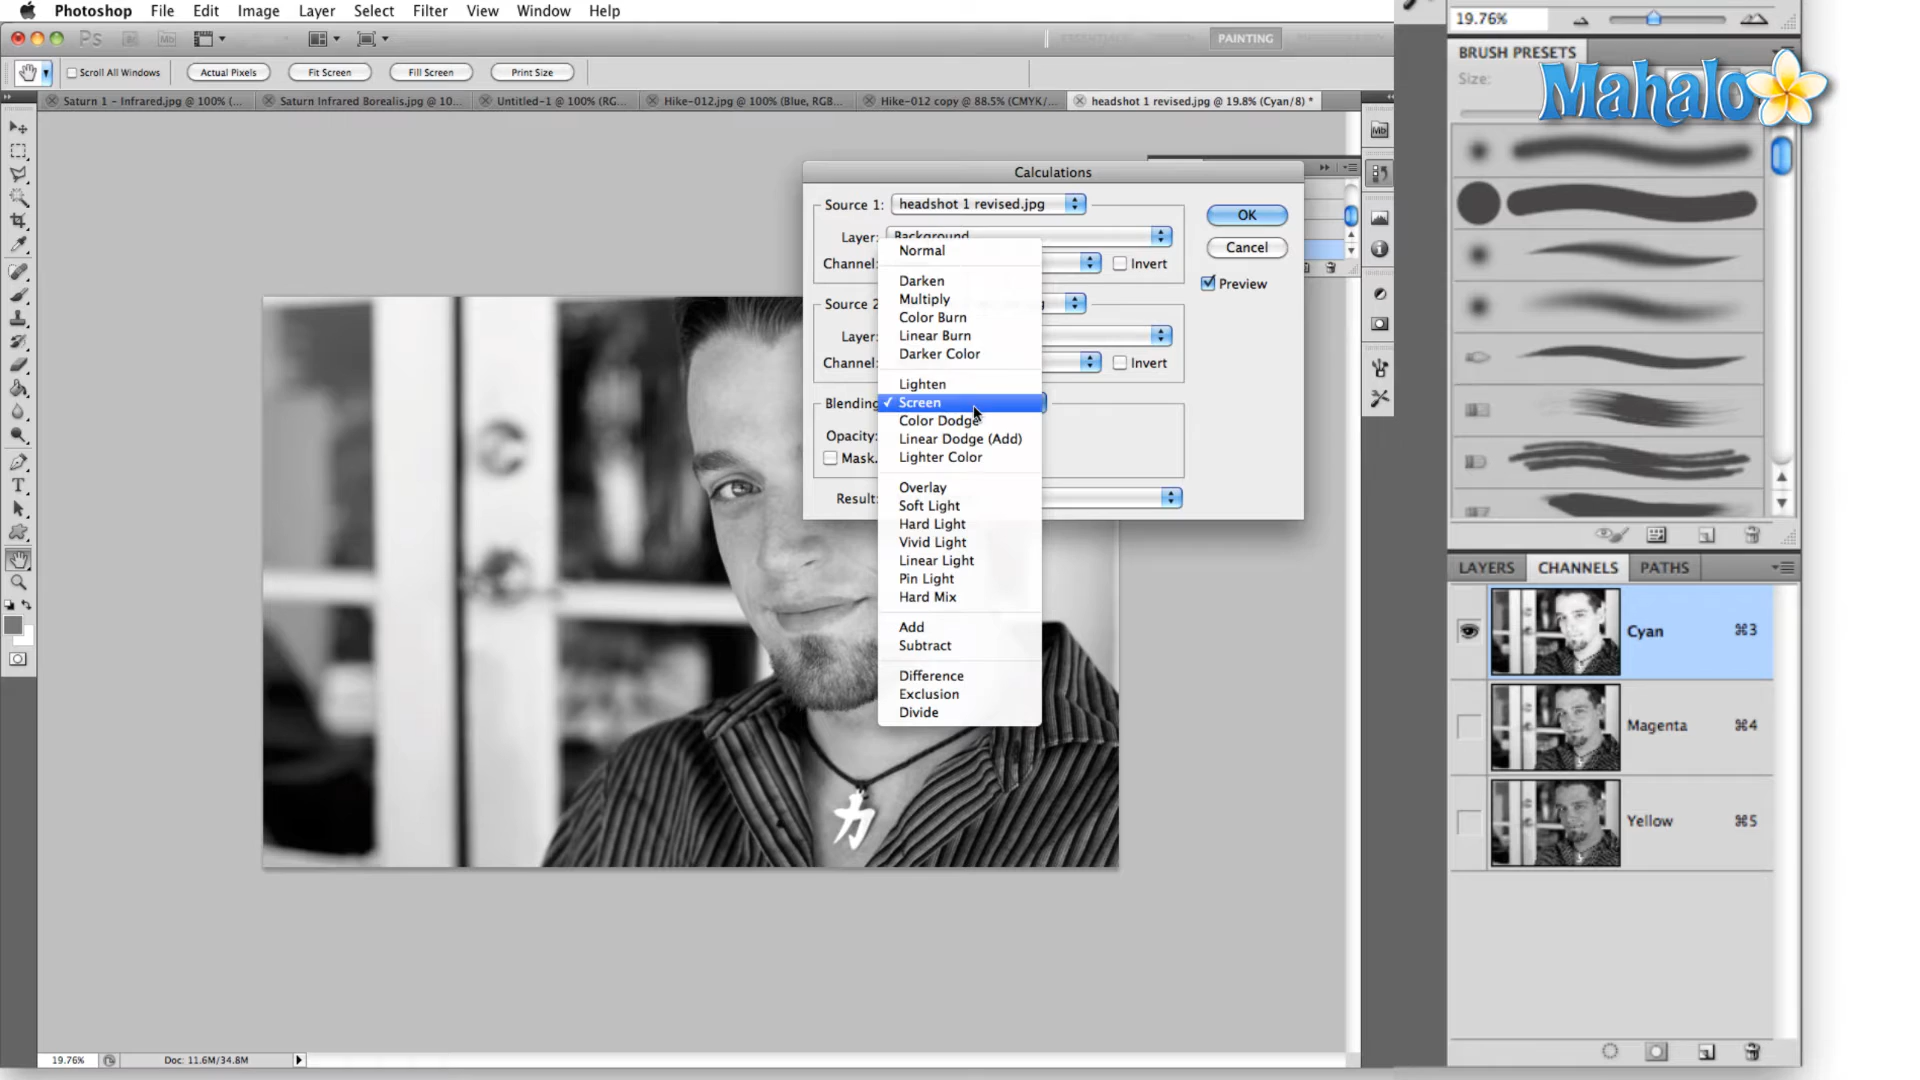 Photoshop File Edit Image Layer Select Filter View Window Help
19.76%
Ps Br Mb PAINTING
BRUSH PRESETS
Mahalo
Size:
Scroll All Windows Actual Pixels Fit Screen Fill Screen Print Size
Saturn 1 - Infrared.jpg @ 100% (... Saturn Infrared Borealis.jpg @ 10... Untitled-1 @ 100% (RG... Hike-012.jpg @ 100% (Blue, RGB... Hike-012 copy @ 88.5% (CMYK/... headshot 1 revised.jpg @ 19.8% (Cyan/8) *
Mb
Calculations
Source 1: headshot 1 revised.jpg
OK
Layer: Background
Cancel
Channel: Invert
Preview
Source 2
Layer:
Channel: Invert
Blending
Opacity:
Mask.
Result:
Normal
Darken
Multiply
Color Burn
Linear Burn
Darker Color
Lighten
Screen
Color Dodge
Linear Dodge (Add)
Lighter Color
Overlay
Soft Light
Hard Light
Vivid Light
Linear Light
Pin Light
Hard Mix
Add
Subtract
Difference
Exclusion
Divide
力
LAYERS CHANNELS PATHS
Cyan ⌘3
Magenta ⌘4
Yellow ⌘5
19.76% Doc: 11.6M/34.8M